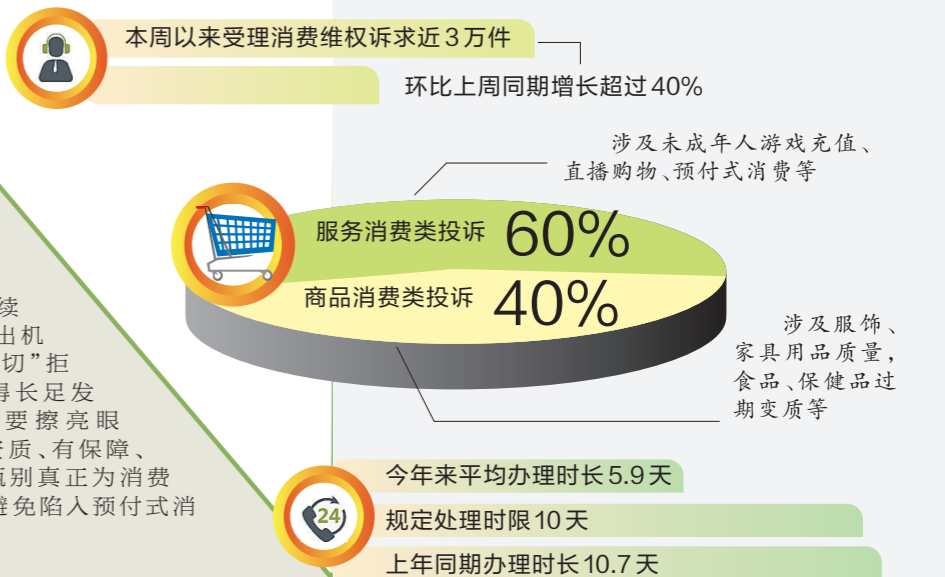 本周以来受理消费维权诉求近3万件
环比上周同期增长超过40%
涉及未成年人游戏充值、
直播购物、预付式消费等
服务消费类投诉 60%
商品消费类投诉 40%
涉及服饰、
家具用品质量，
食品、保健品过
期变质等
续
出机
切”拒
得长足发
要擦亮眼
资质、有保障、
甄别真正为消费
避免陷入预付式消
24
今年来平均办理时长5.9天
规定处理时限10天
上年同期办理时长10.7天